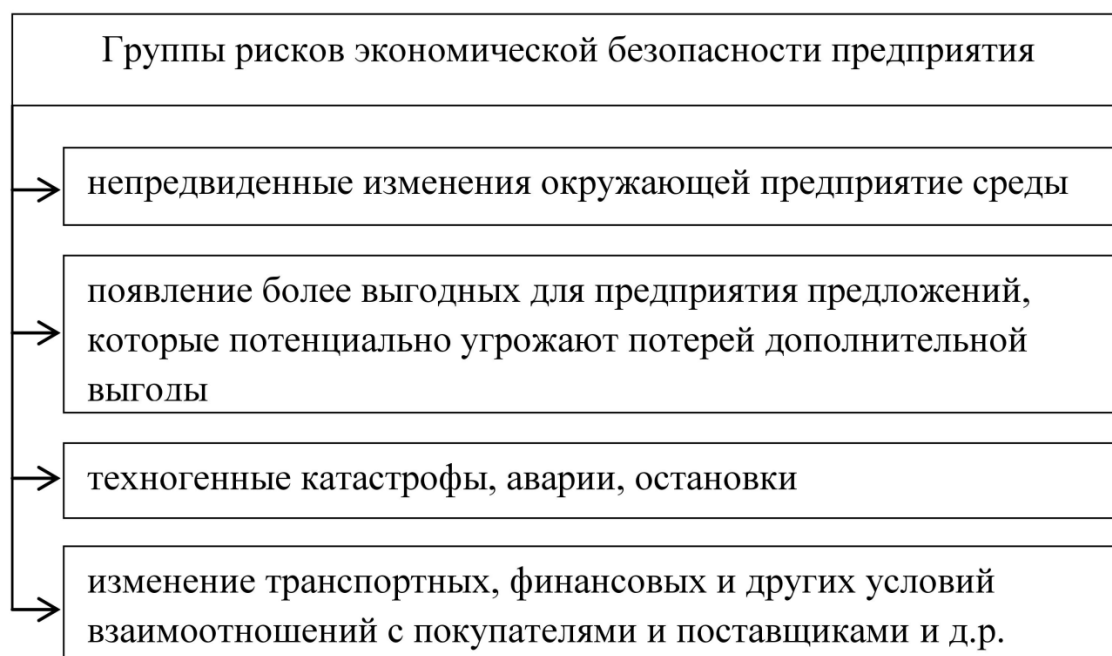 Группы рисков экономической безопасности предприятия
непредвиденные изменения окружающей предприятие среды
появление более выгодных для предприятия предложений,
которые потенциально угрожают потерей дополнительной
выгоды
техногенные катастрофы, аварии, остановки
изменение транспортных, финансовых и других условий
взаимоотношений с покупателями и поставщиками и д.р.